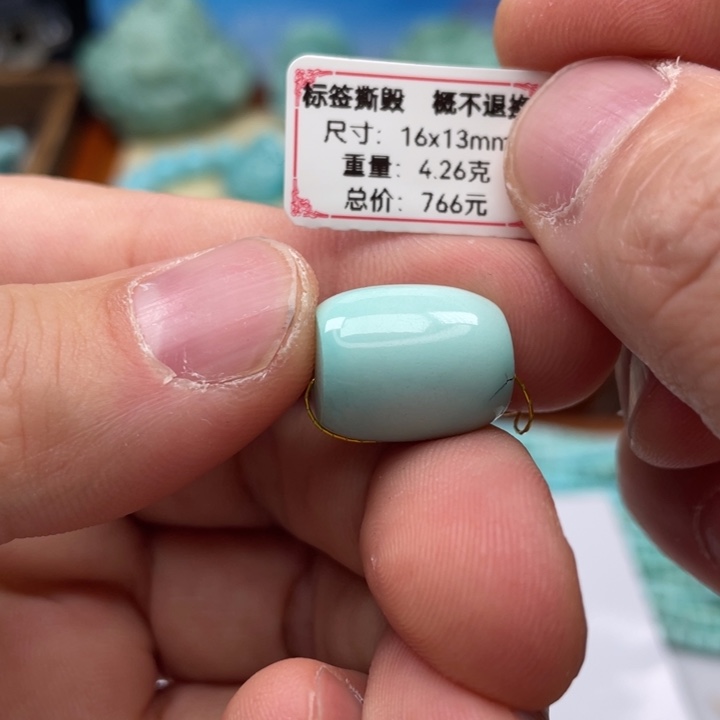 标签撕毁 概不退换
尺寸：16x13mm
重量：4.26克
总价：766元